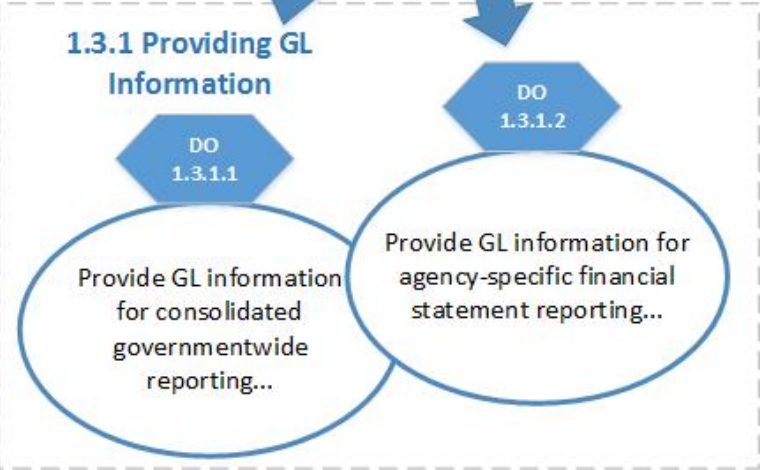 1.3.1 Providing GL
Information
DO
1.3.1.1
Provide GL information
for consolidated
governmentwide
reporting...
DO
1.3.1.2
Provide GL information for
agency-specific financial
statement reporting...